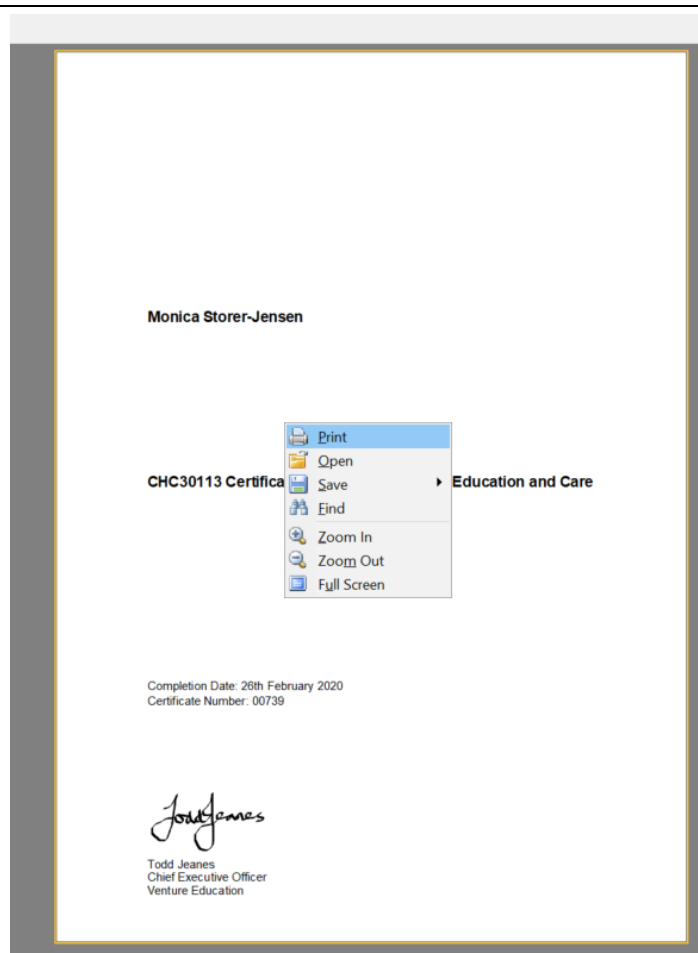 Monica Storer-Jensen
Print
Open
CHC30113 Certifica Education and Care
Save
Find
Zoom In
Zoom Out
Full Screen
Completion Date: 26th February 2020
Certificate Number: 00739
ToddJeanes
Todd Jeanes
Chief Executive Officer
Venture Education